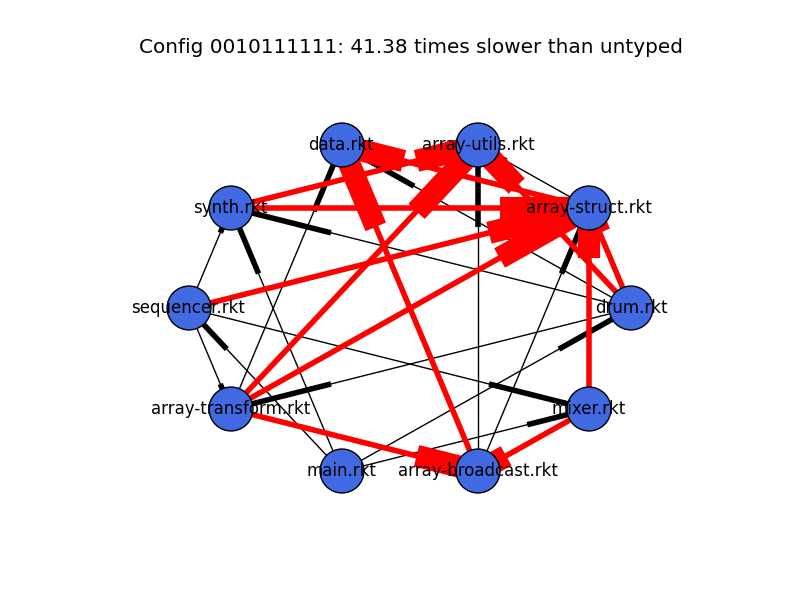 Config 0010111111: 41.38 times slower than untyped
data.rkt
array-utils.rkt
synth.rkt
array-struct.rkt
sequencer.rkt
drum.rkt
array-transform.rkt
mixer.rkt
main.rkt
array-broadcast.rkt